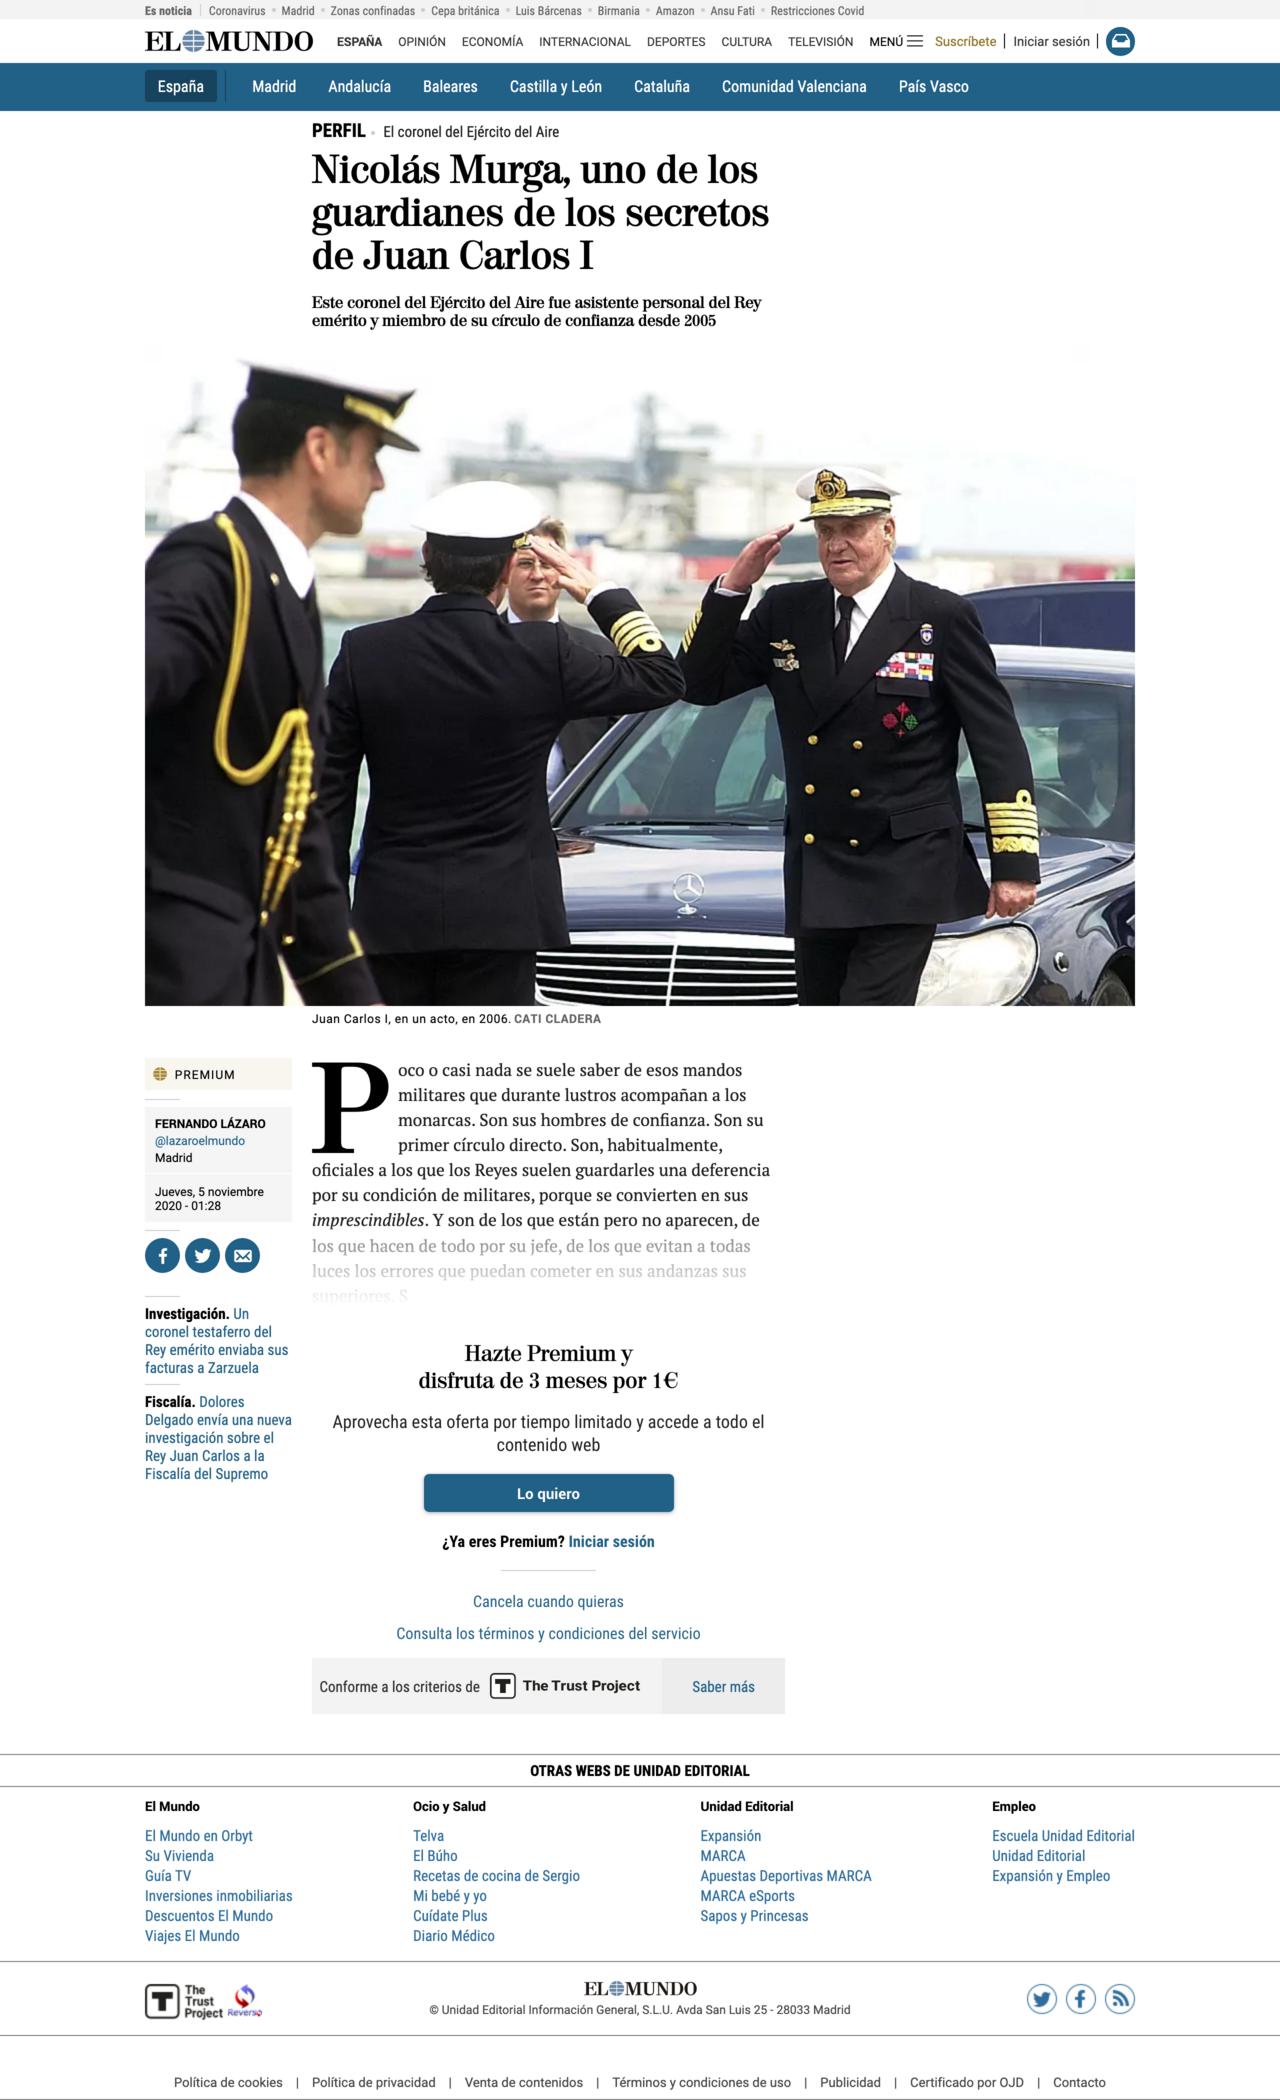 Es noticia Coronavirus Madrid Zonas confinadas Cepa británica Luis Bárcenas Birmania Amazon Ansu Fati Restricciones Covid
EL MUNDO ESPAÑA OPINIÓN ECONOMÍA INTERNACIONAL DEPORTES CULTURA TELEVISIÓN MENÚ Suscríbete | Iniciar sesión |
España Madrid Andalucía Baleares Castilla y León Cataluña Comunidad Valenciana País Vasco
PERFIL El coronel del Ejército del Aire
Nicolás Murga, uno de los
guardianes de los secretos
de Juan Carlos I
Este coronel del Ejército del Aire fue asistente personal del Rey
emérito y miembro de su círculo de confianza desde 2005
Juan Carlos I, en un acto, en 2006. CATI CLADERA
PREMIUM
FERNANDO LÁZARO
@lazaroelmundo
Madrid
Jueves, 5 noviembre
2020 - 01:28
Investigación. Un
coronel testaferro del
Rey emérito enviaba sus
facturas a Zarzuela
Fiscalía. Dolores
Delgado envía una nueva
investigación sobre el
Rey Juan Carlos a la
Fiscalía del Supremo
Poco o casi nada se suele saber de esos mandos
militares que durante lustros acompañan a los
monarcas. Son sus hombres de confianza. Son su
primer círculo directo. Son, habitualmente,
oficiales a los que los Reyes suelen guardarles una deferencia
por su condición de militares, porque se convierten en sus
imprescindibles. Y son de los que están pero no aparecen, de
los que hacen de todo por su jefe, de los que evitan a todas
luces los errores que puedan cometer en sus andanzas sus
superiores. S
Hazte Premium y
disfruta de 3 meses por 1€
Aprovecha esta oferta por tiempo limitado y accede a todo el
contenido web
Lo quiero
¿Ya eres Premium? Iniciar sesión
Cancela cuando quieras
Consulta los términos y condiciones del servicio
Conforme a los criterios de T The Trust Project Saber más
OTRAS WEBS DE UNIDAD EDITORIAL
El Mundo
El Mundo en Orbyt
Su Vivienda
Guía TV
Inversiones inmobiliarias
Descuentos El Mundo
Viajes El Mundo
Ocio y Salud
Telva
El Búho
Recetas de cocina de Sergio
Mi bebé y yo
Cuídate Plus
Diario Médico
Unidad Editorial
Expansión
MARCA
Apuestas Deportivas MARCA
MARCA eSports
Sapos y Princesas
Empleo
Escuela Unidad Editorial
Unidad Editorial
Expansión y Empleo
T The
Trust
Project
Reverso
EL MUNDO
© Unidad Editorial Información General, S.L.U. Avda San Luis 25 - 28033 Madrid
Política de cookies | Política de privacidad | Venta de contenidos | Términos y condiciones de uso | Publicidad | Certificado por OJD | Contacto